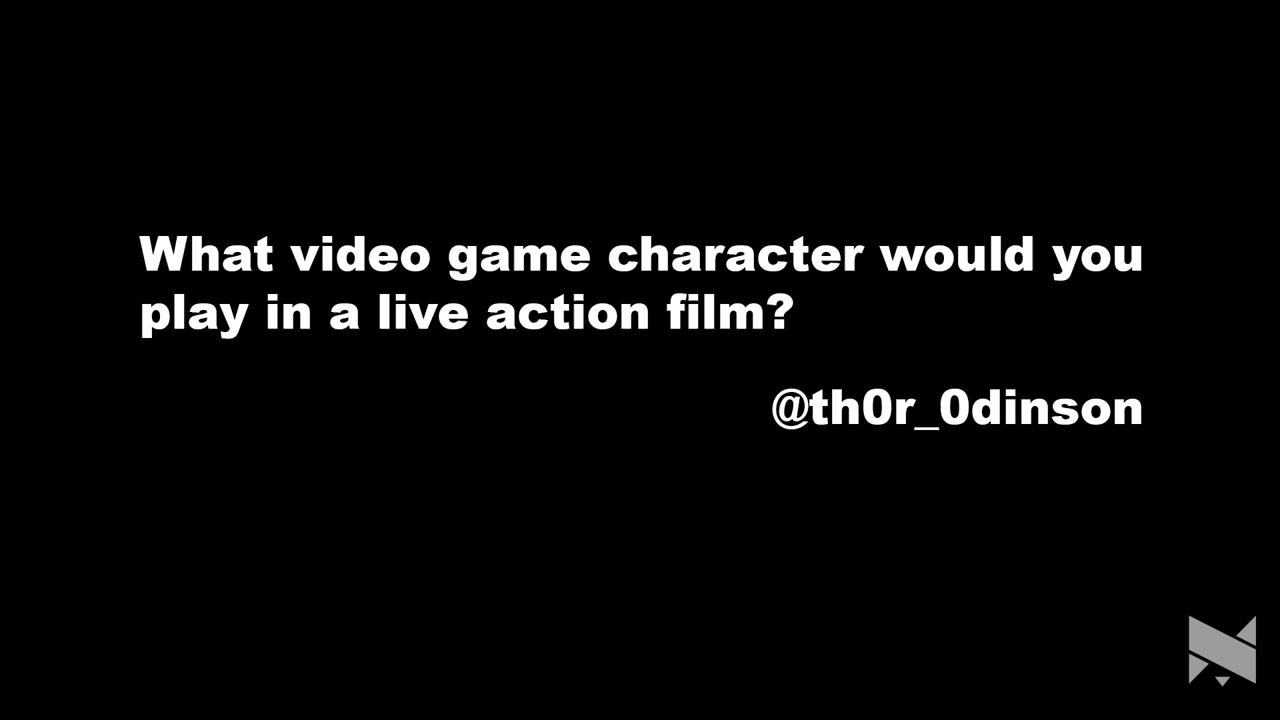 What video game character would you
play in a live action film?
@th0r_0dinson